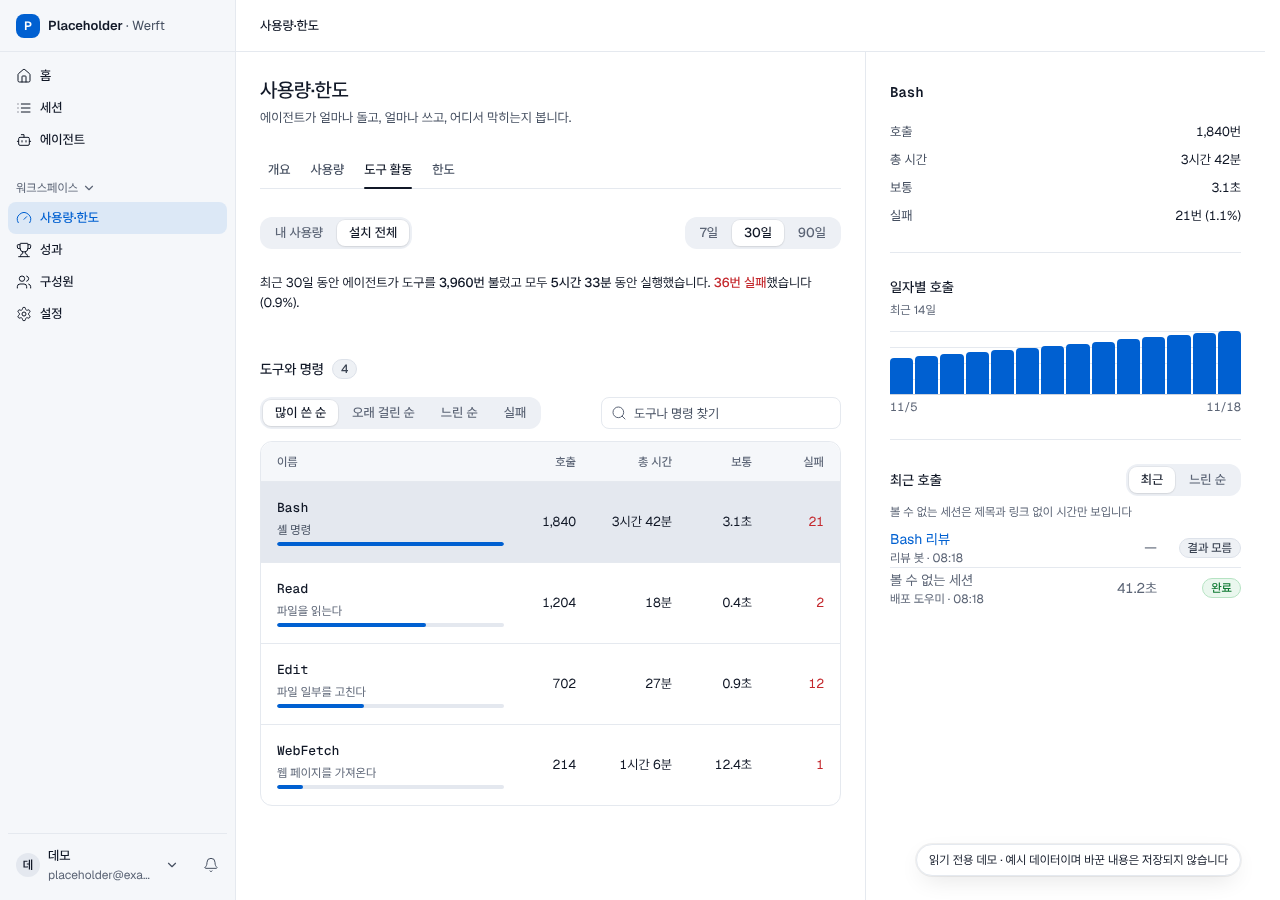 P Placeholder · Werft
홈
세션
에이전트
워크스페이스
사용량·한도
성과
구성원
설정
데 데모
placeholder@exa...
사용량·한도
사용량·한도
에이전트가 얼마나 돌고, 얼마나 쓰고, 어디서 막히는지 봅니다.
개요 사용량 도구 활동 한도
내 사용량 설치 전체 7일 30일 90일
최근 30일 동안 에이전트가 도구를 3,960번 불렀고 모두 5시간 33분 동안 실행했습니다. 36번 실패했습니다
(0.9%).
도구와 명령 4
많이 쓴 순 오래 걸린 순 느린 순 실패 도구나 명령 찾기
이름 호출 총 시간 보통 실패
Bash
셸 명령
1,840 3시간 42분 3.1초 21
Read
파일을 읽는다
1,204 18분 0.4초 2
Edit
파일 일부를 고친다
702 27분 0.9초 12
WebFetch
웹 페이지를 가져온다
214 1시간 6분 12.4초 1
Bash
호출 1,840번
총 시간 3시간 42분
보통 3.1초
실패 21번 (1.1%)
일자별 호출
최근 14일
11/5 11/18
최근 호출 최근 느린 순
볼 수 없는 세션은 제목과 링크 없이 시간만 보입니다
Bash 리뷰
리뷰 봇 · 08:18
— 결과 모름
볼 수 없는 세션
배포 도우미 · 08:18
41.2초 완료
읽기 전용 데모 · 예시 데이터이며 바꾼 내용은 저장되지 않습니다